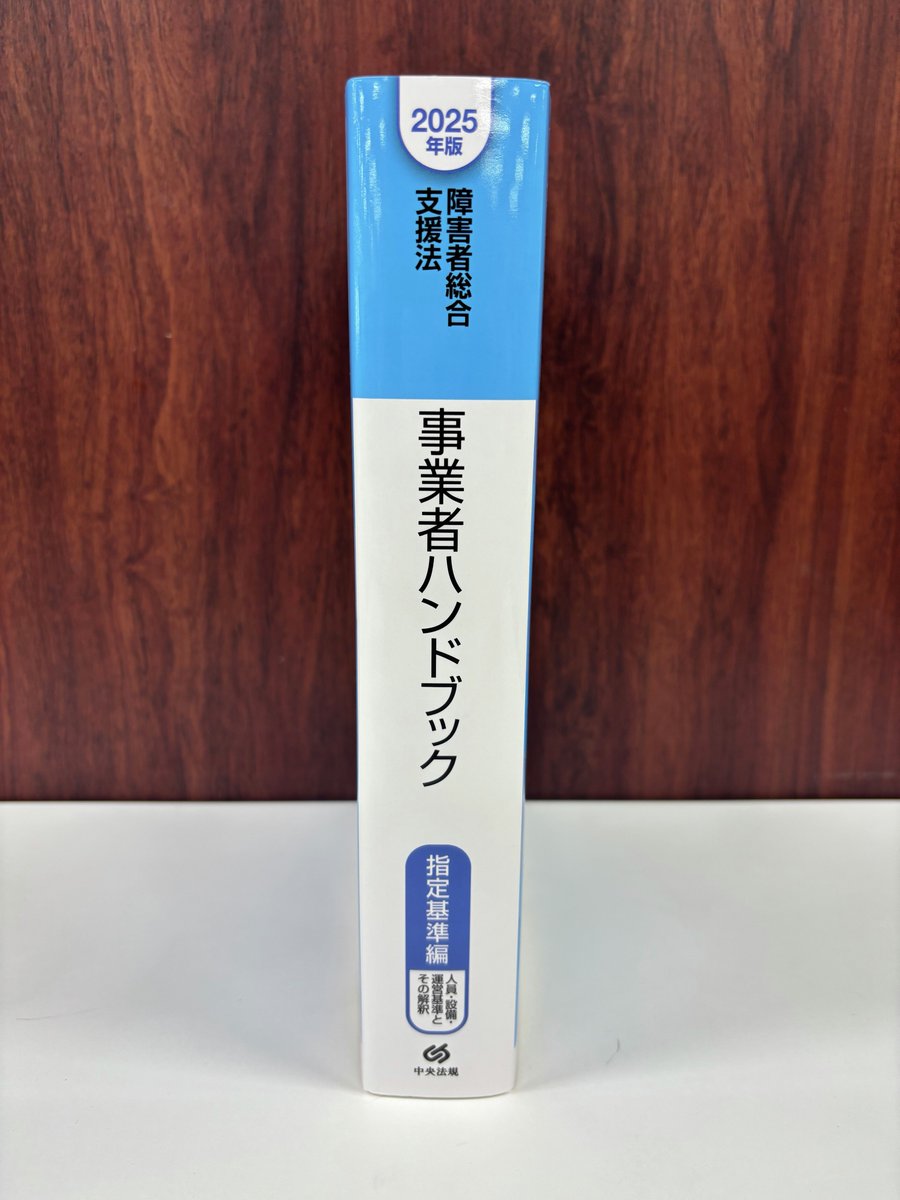 2025
年版
障害者総合
支援法
事業者ハンドブック
指定基準編
人員・設備・
運営基準と
その解釈
中央法規